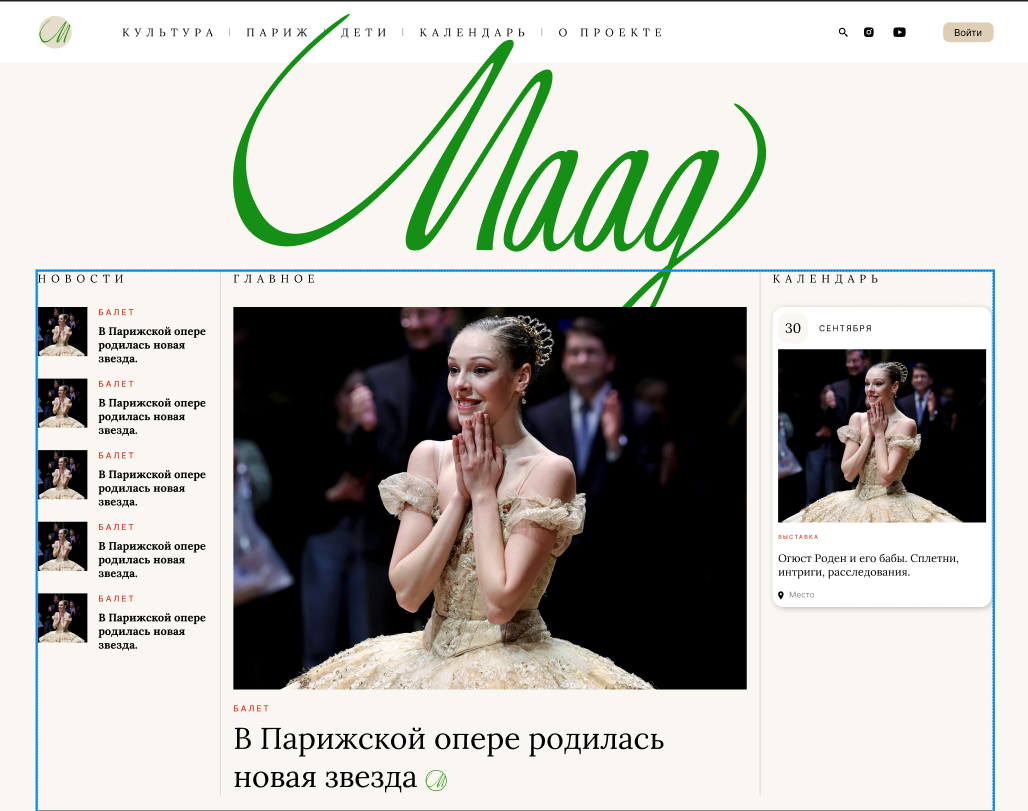 М
КУЛЬТУРА | ПАРИЖ | ДЕТИ | КАЛЕНДАРЬ | О ПРОЕКТЕ
Войти
Maag
НОВОСТИ
БАЛЕТ
В Парижской опере
родилась новая
звезда.
БАЛЕТ
В Парижской опере
родилась новая
звезда.
БАЛЕТ
В Парижской опере
родилась новая
звезда.
БАЛЕТ
В Парижской опере
родилась новая
звезда.
БАЛЕТ
В Парижской опере
родилась новая
звезда.
ГЛАВНОЕ
БАЛЕТ
В Парижской опере родилась
новая звезда М
КАЛЕНДАРЬ
30 СЕНТЯБРЯ
ВЫСТАВКА
Огюст Роден и его бабы. Сплетни,
интриги, расследования.
Место